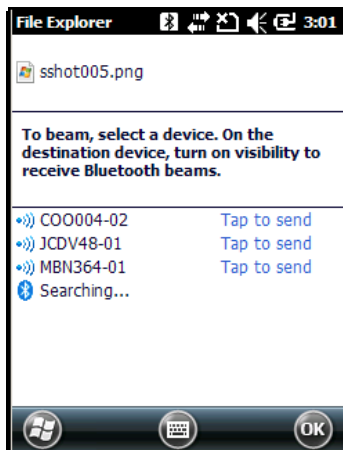 File Explorer 3:01
sshot005.png
To beam, select a device. On the
destination device, turn on visibility to
receive Bluetooth beams.
COO004-02 Tap to send
JCDV48-01 Tap to send
MBN364-01 Tap to send
Searching...
OK